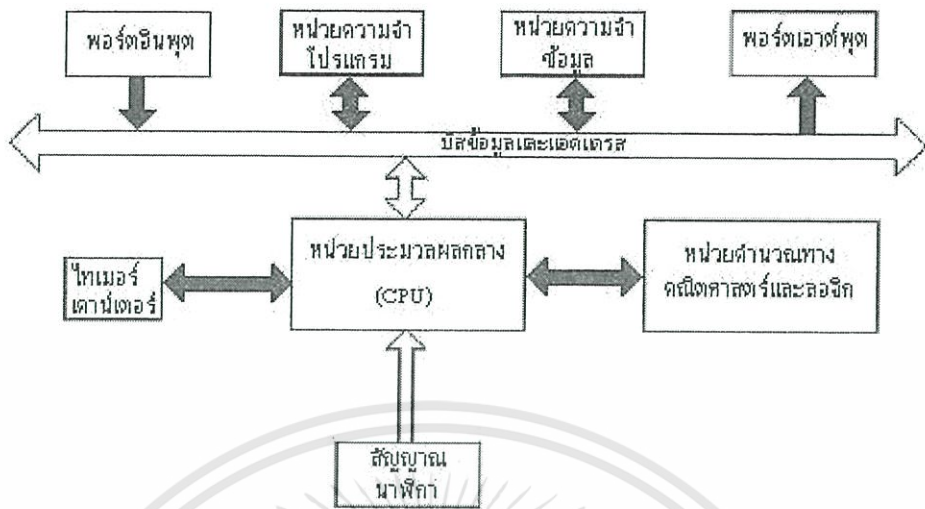 พอร์ตอินพุต
หน่วยความจำ
โปรแกรม
หน่วยความจำ
ข้อมูล
พอร์ตเอาต์พุต
บัสข้อมูลและแอดเดรส
หน่วยประมวลผลกลาง
(CPU)
ไทเมอร์
เคาน์เตอร์
หน่วยคำนวณทาง
คณิตศาสตร์และลอจิก
สัญญาณ
นาฬิกา